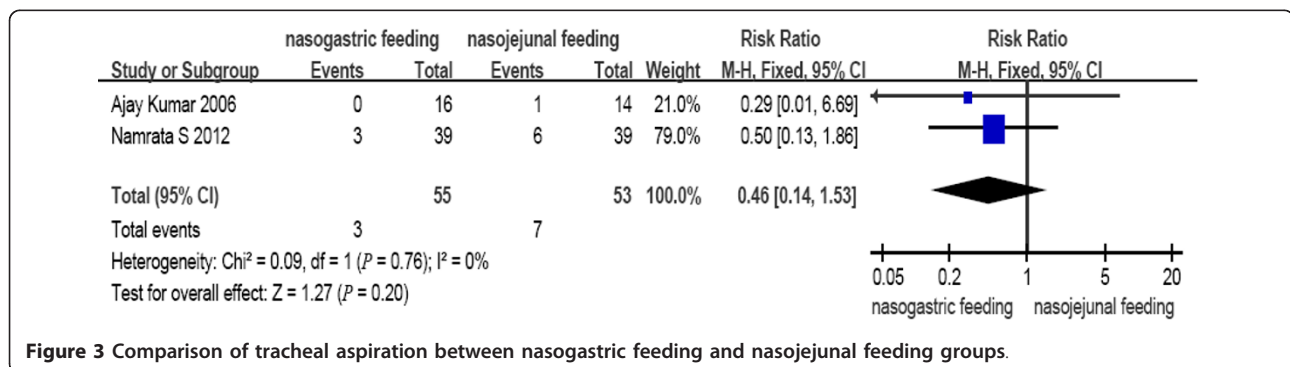 nasogastric feeding nasojejunal feeding Risk Ratio Risk Ratio
Study or Subgroup Events Total Events Total Weight M-H, Fixed, 95% CI M-H, Fixed, 95% CI
Ajay Kumar 2006 0 16 1 14 21.0% 0.29 [0.01, 6.69]
Namrata S 2012 3 39 6 39 79.0% 0.50 [0.13, 1.86]
Total (95% CI) 55 53 100.0% 0.46 [0.14, 1.53]
Total events 3 7
Heterogeneity: Chi² = 0.09, df = 1 (P = 0.76); I² = 0%
Test for overall effect: Z = 1.27 (P = 0.20)
0.05 0.2 1 5 20
nasogastric feeding nasojejunal feeding
Figure 3 Comparison of tracheal aspiration between nasogastric feeding and nasojejunal feeding groups.